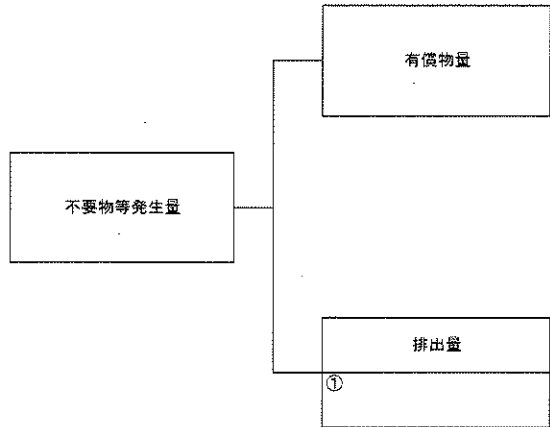 有償物量
不要物等発生量
排出量
①